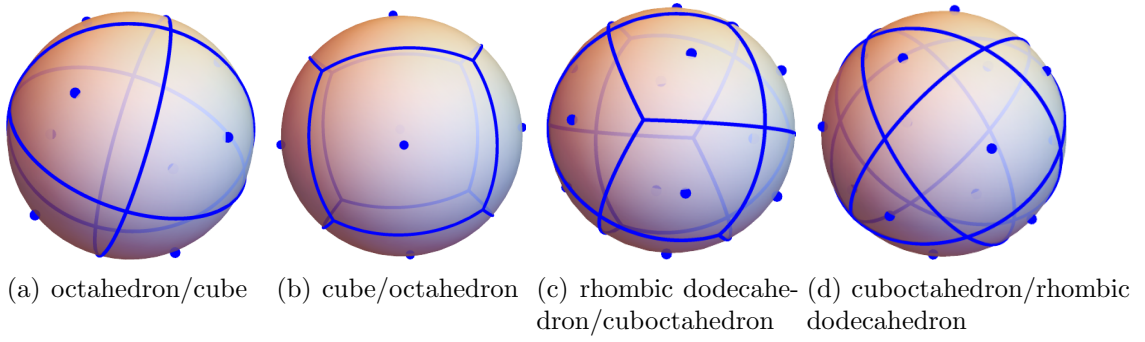 (a) octahedron/cube
(b) cube/octahedron
(c) rhombic dodecahe-
dron/cuboctahedron
(d) cuboctahedron/rhombic
dodecahedron